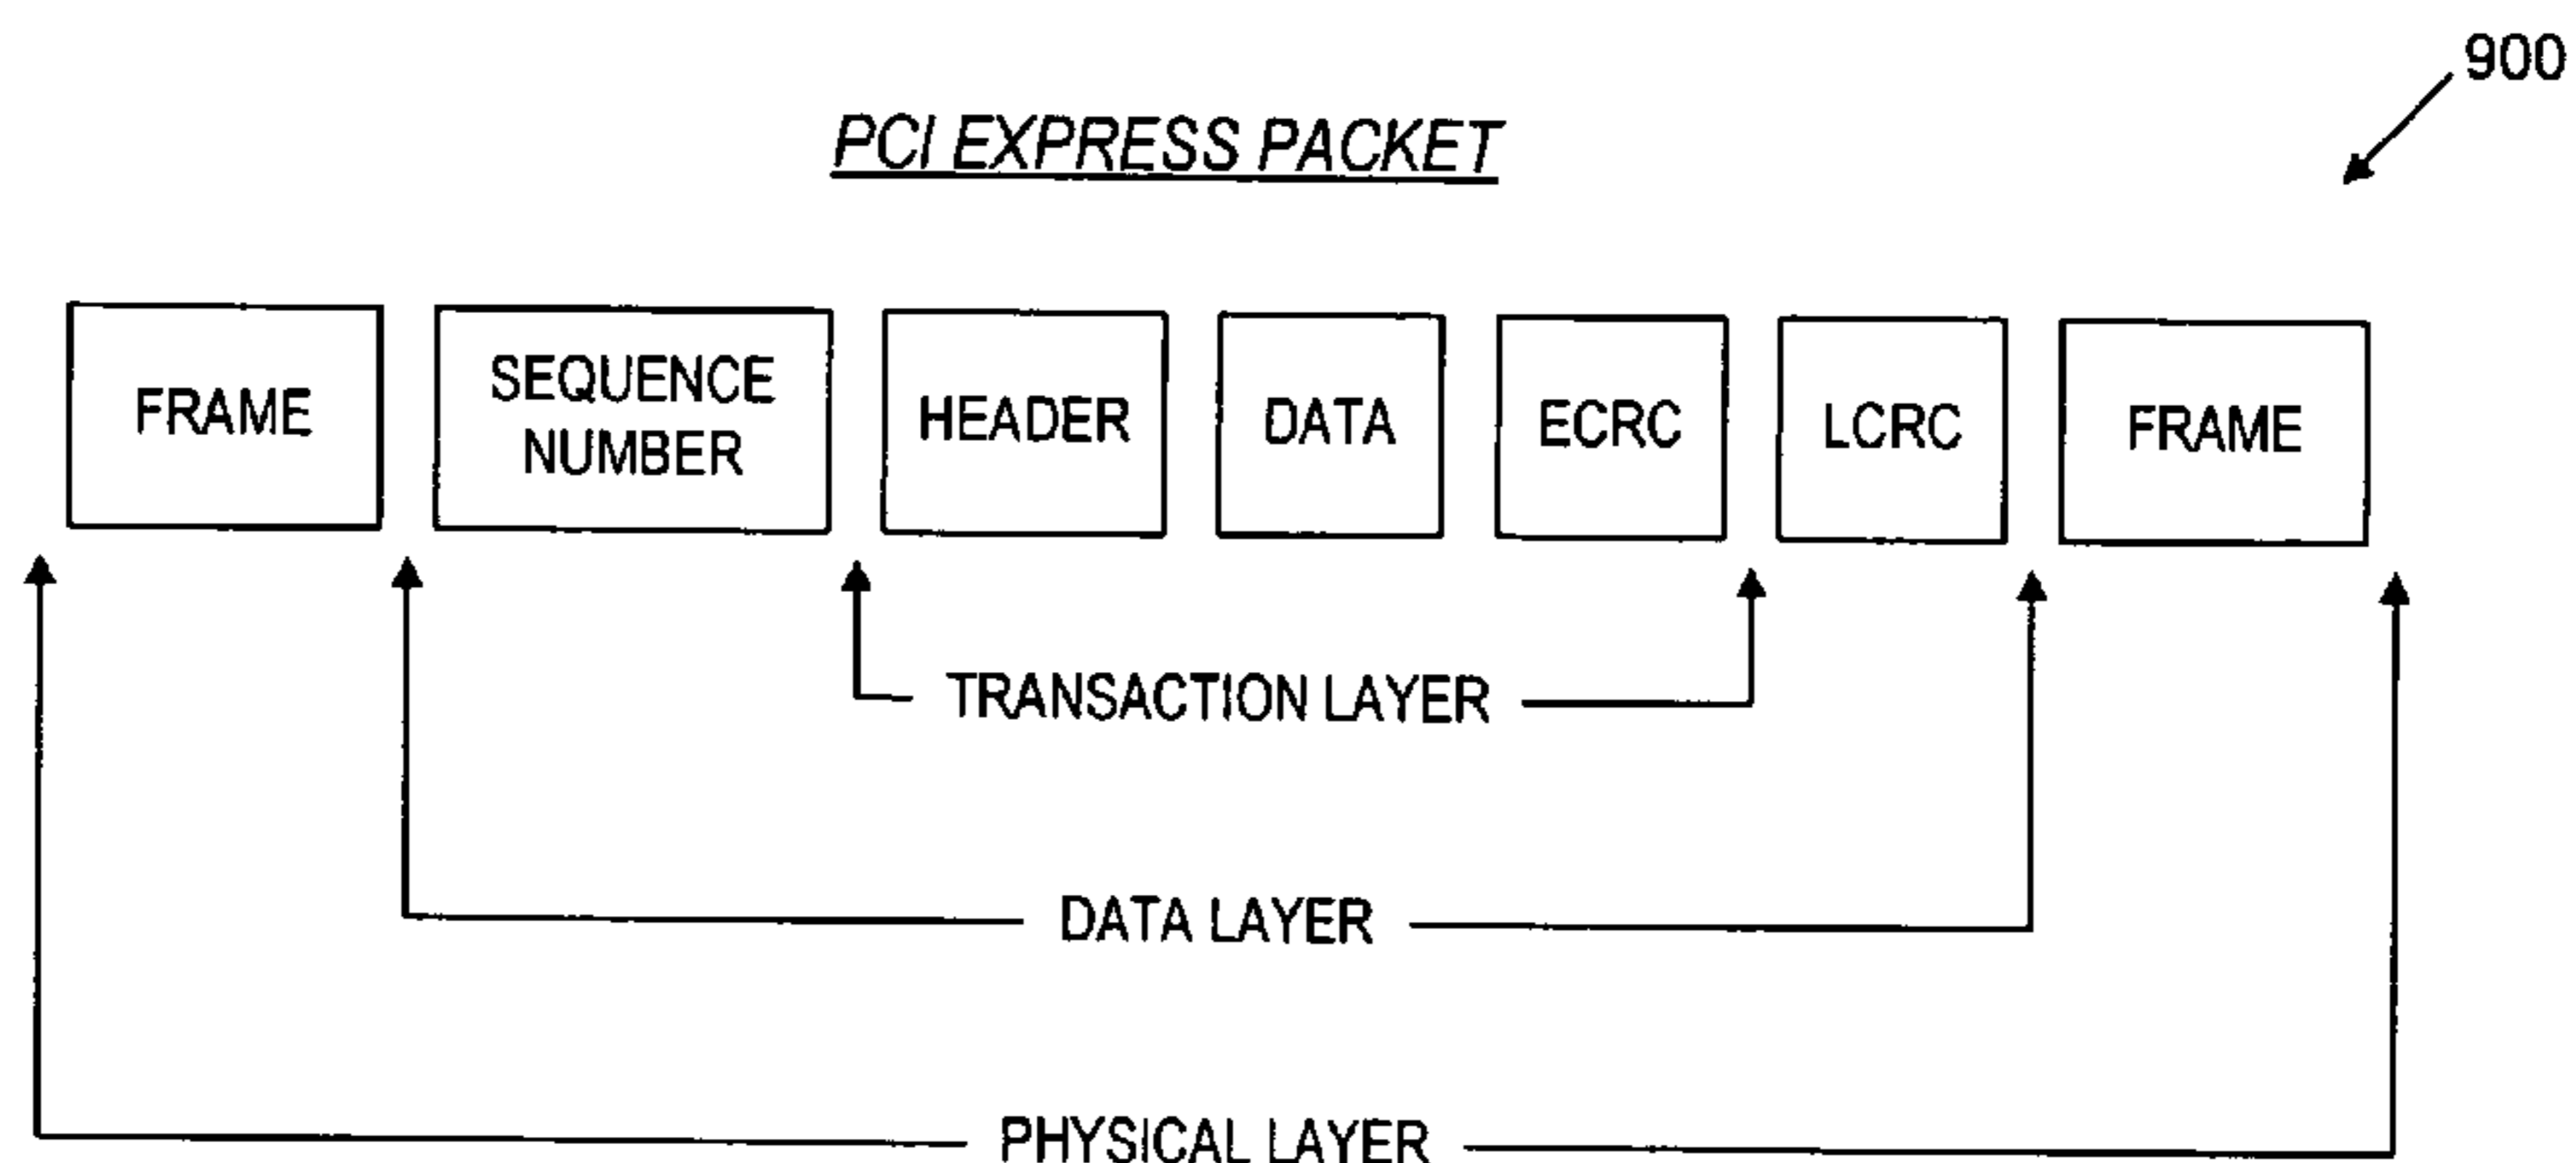 900
PCI EXPRESS PACKET
FRAME
SEQUENCE
NUMBER
HEADER
DATA
ECRC
LCRC
FRAME
TRANSACTION LAYER
DATA LAYER
PHYSICAL LAYER